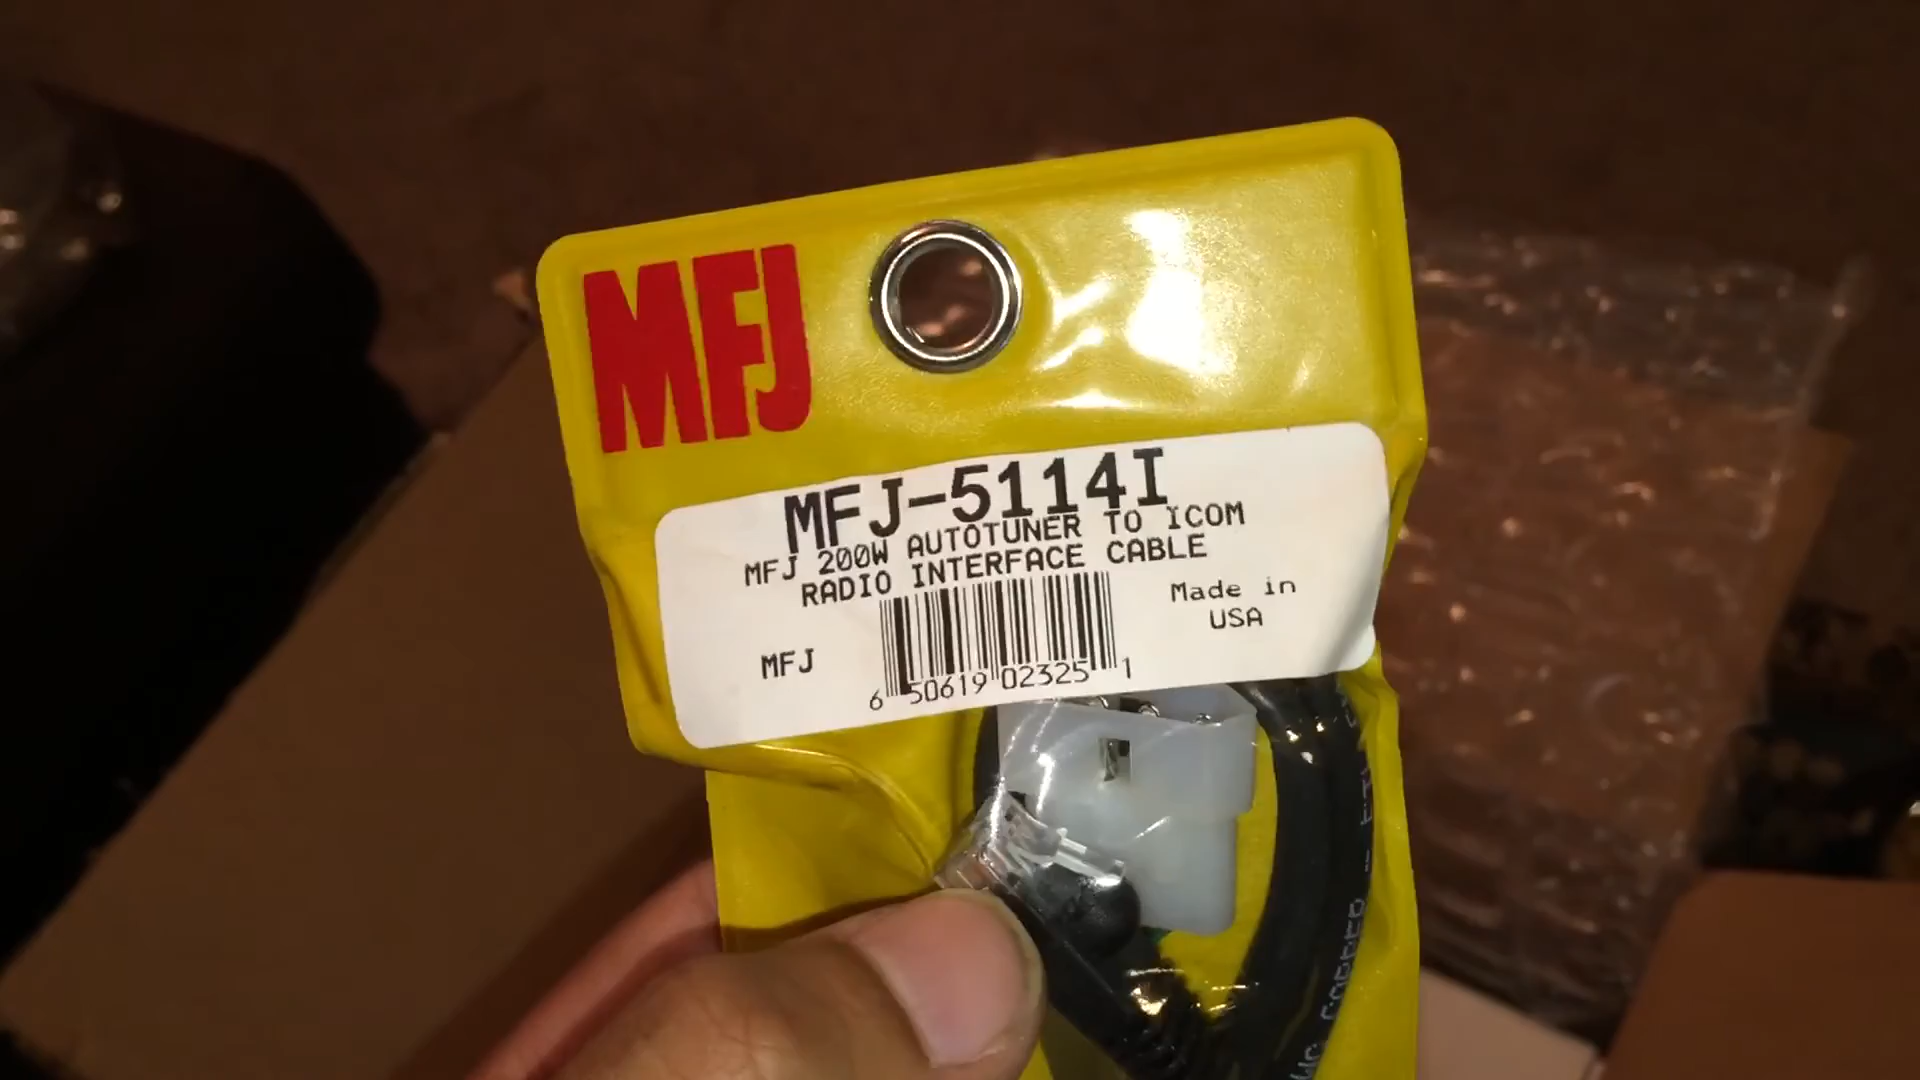 MFJ
MFJ-5114I
MFJ 200W AUTOTUNER TO ICOM
RADIO INTERFACE CABLE
Made in
USA
MFJ
6 50619 02325 1
COPPER